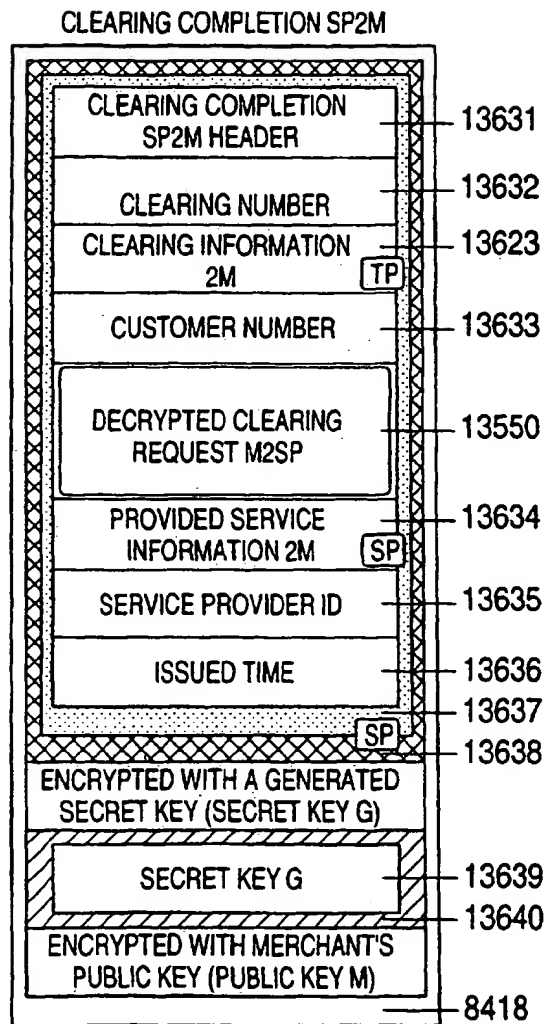 CLEARING COMPLETION SP2M
CLEARING COMPLETION
SP2M HEADER
13631
CLEARING NUMBER
13632
CLEARING INFORMATION
2M
TP
13623
CUSTOMER NUMBER
13633
DECRYPTED CLEARING
REQUEST M2SP
13550
PROVIDED SERVICE
INFORMATION 2M
SP
13634
SERVICE PROVIDER ID
13635
ISSUED TIME
13636
13637
SP
13638
ENCRYPTED WITH A GENERATED
SECRET KEY (SECRET KEY G)
SECRET KEY G
13639
13640
ENCRYPTED WITH MERCHANT'S
PUBLIC KEY (PUBLIC KEY M)
8418